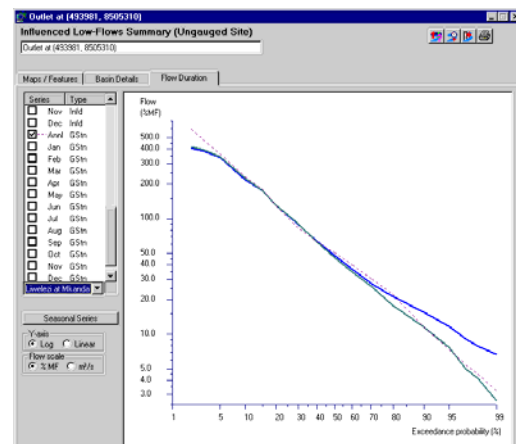 Outlet at (493981, 8505310)
Influenced Low-Flows Summary (Ungauged Site)
Outlet at (493981, 8505310)
Maps / Features
Basin Details
Flow Duration
Series Type
Nov Infd
Dec Infd
Annl GStn
Jan GStn
Feb GStn
Mar GStn
Apr GStn
May GStn
Jun GStn
Jul GStn
Aug GStn
Sep GStn
Oct GStn
Nov GStn
Dec GStn
Liwelezi at Mkanda
Seasonal Series
Y-axis
Log Linear
Flow scale
%MF m³/s
Flow
(%MF)
500.0
400.0
300.0
200.0
100.0
50.0
40.0
30.0
20.0
10.0
5.0
4.0
3.0
1 5 10 20 30 40 50 60 70 80 90 95 99
Exceedance probability (%)